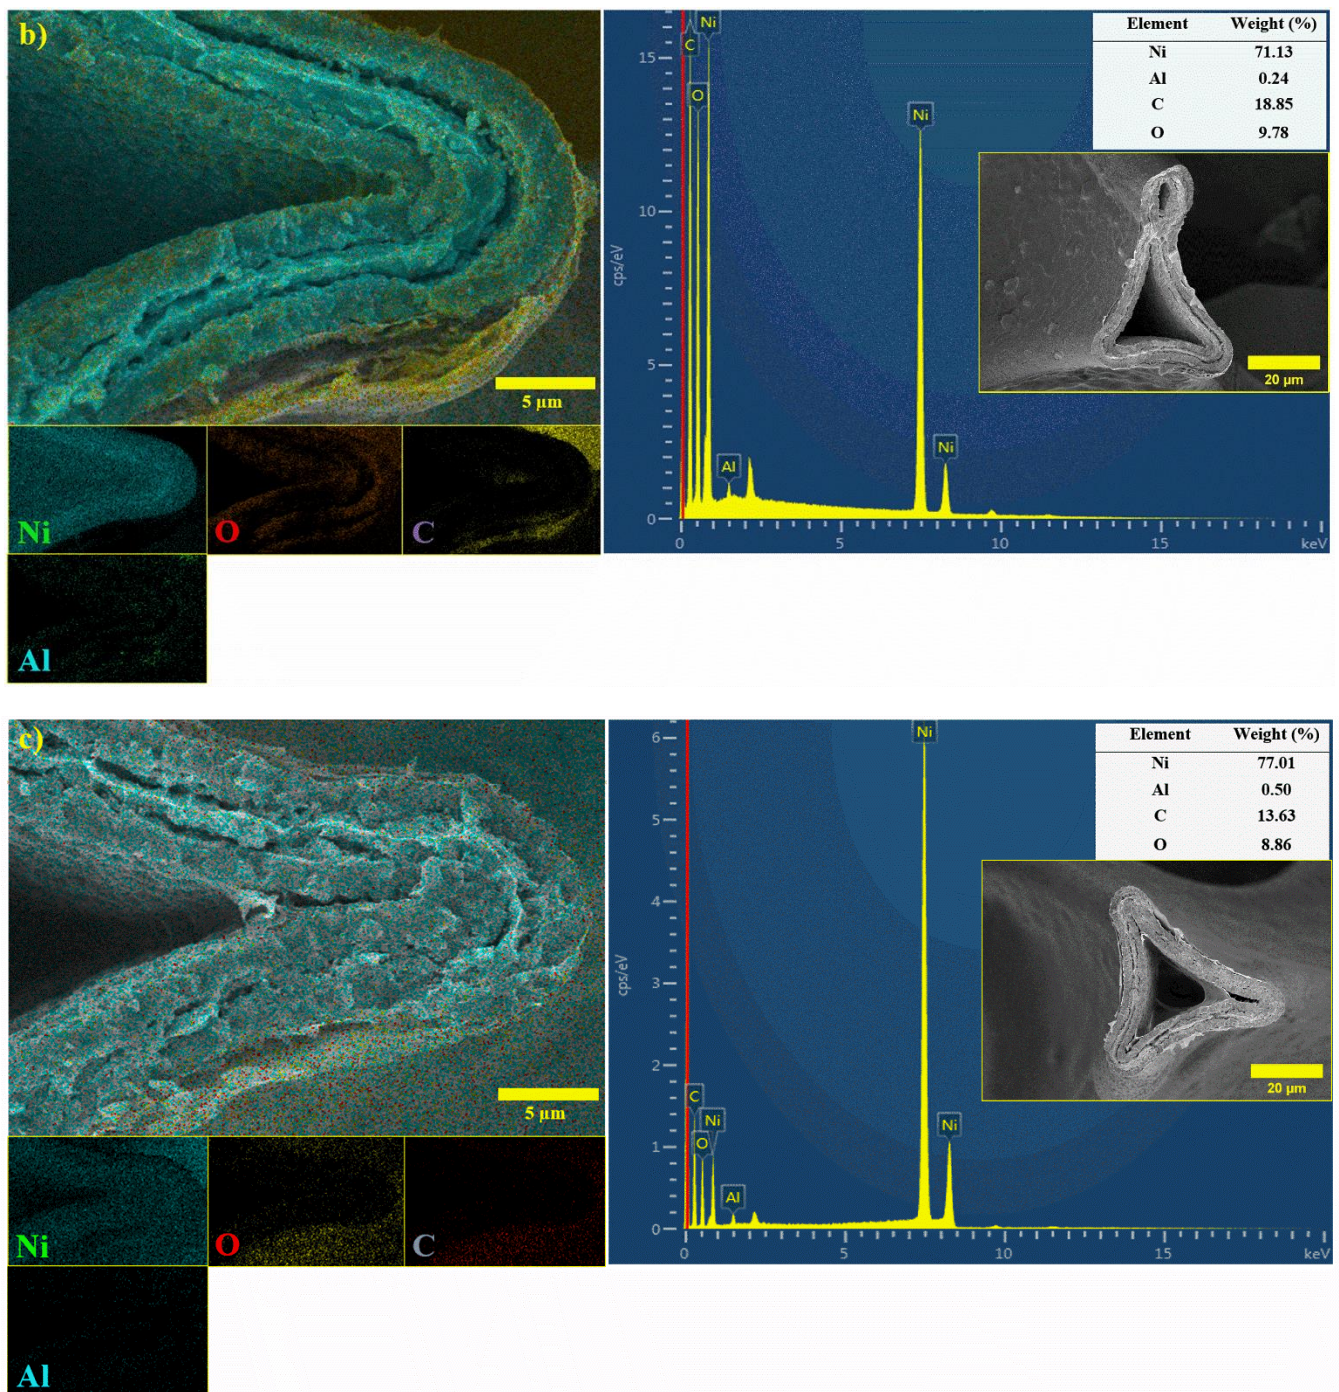 b)
5 µm
Ni
O
C
Al
Element Weight (%)
Ni 71.13
Al 0.24
C 18.85
O 9.78
20 µm
Ni
C
O
Ni
Ni
Al
15
10
5
0
cps/eV
0 5 10 15 keV
c)
5 µm
Ni
O
C
Al
Element Weight (%)
Ni 77.01
Al 0.50
C 13.63
O 8.86
20 µm
Ni
C
Ni
O
Ni
Al
6
5
4
3
2
1
0
cps/eV
0 5 10 15 keV